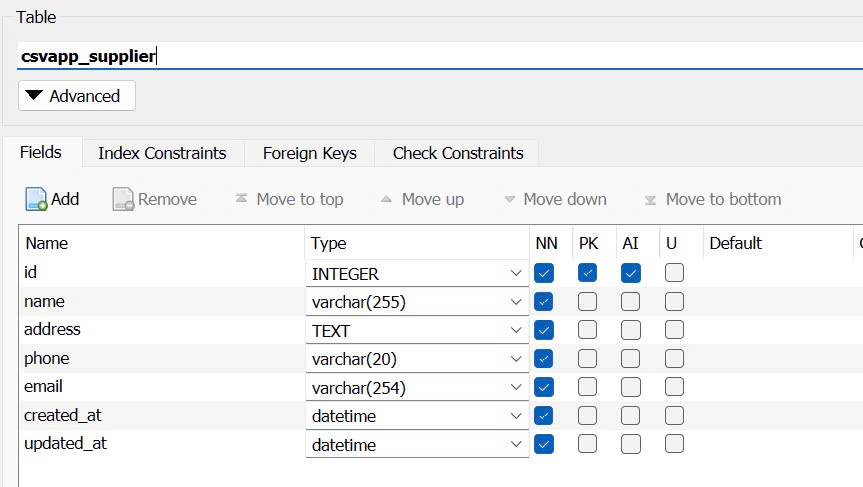 Table
csvapp_supplier
Advanced
Fields Index Constraints Foreign Keys Check Constraints
Add Remove Move to top Move up Move down Move to bottom
Name Type NN PK AI U Default
id INTEGER
name varchar(255)
address TEXT
phone varchar(20)
email varchar(254)
created_at datetime
updated_at datetime